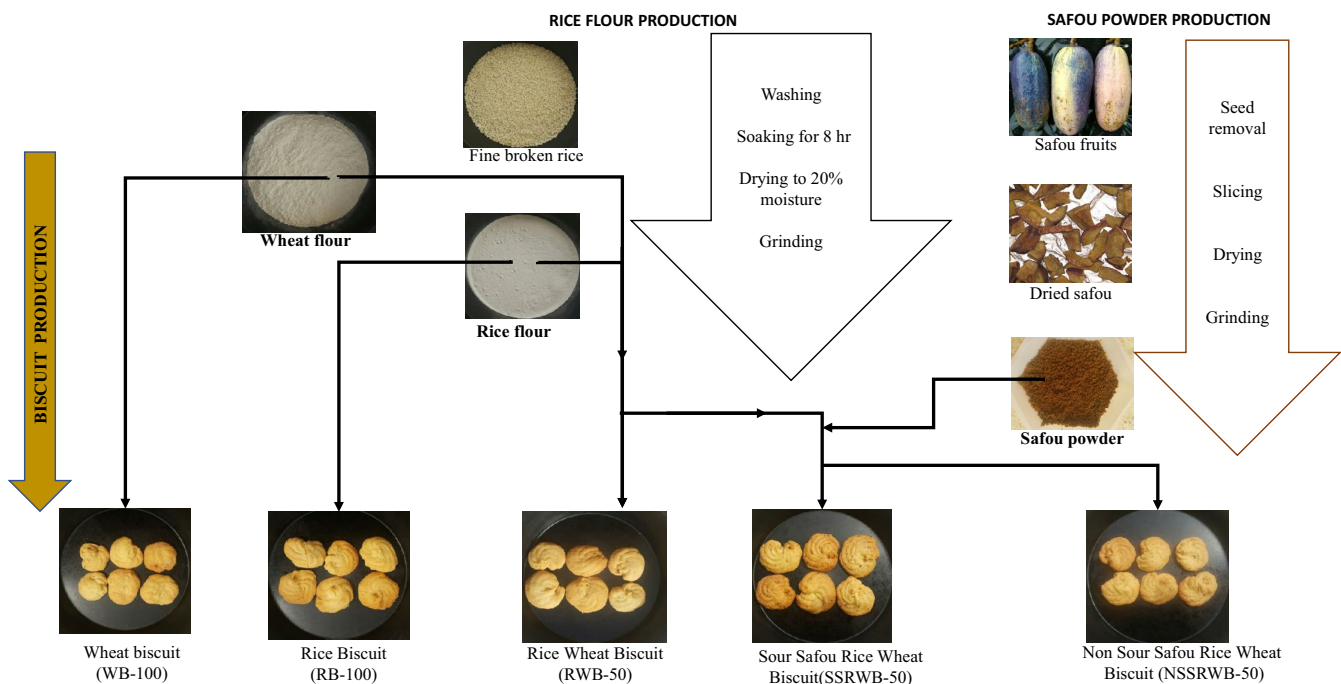 RICE FLOUR PRODUCTION
SAFOU POWDER PRODUCTION
Fine broken rice
Wheat flour
Rice flour
Washing
Soaking for 8 hr
Drying to 20%
moisture
Grinding
Safou fruits
Dried safou
Safou powder
Seed
removal
Slicing
Drying
Grinding
BISCUIT PRODUCTION
Wheat biscuit
(WB-100)
Rice Biscuit
(RB-100)
Rice Wheat Biscuit
(RWB-50)
Sour Safou Rice Wheat
Biscuit(SSRWB-50)
Non Sour Safou Rice Wheat
Biscuit (NSSRWB-50)